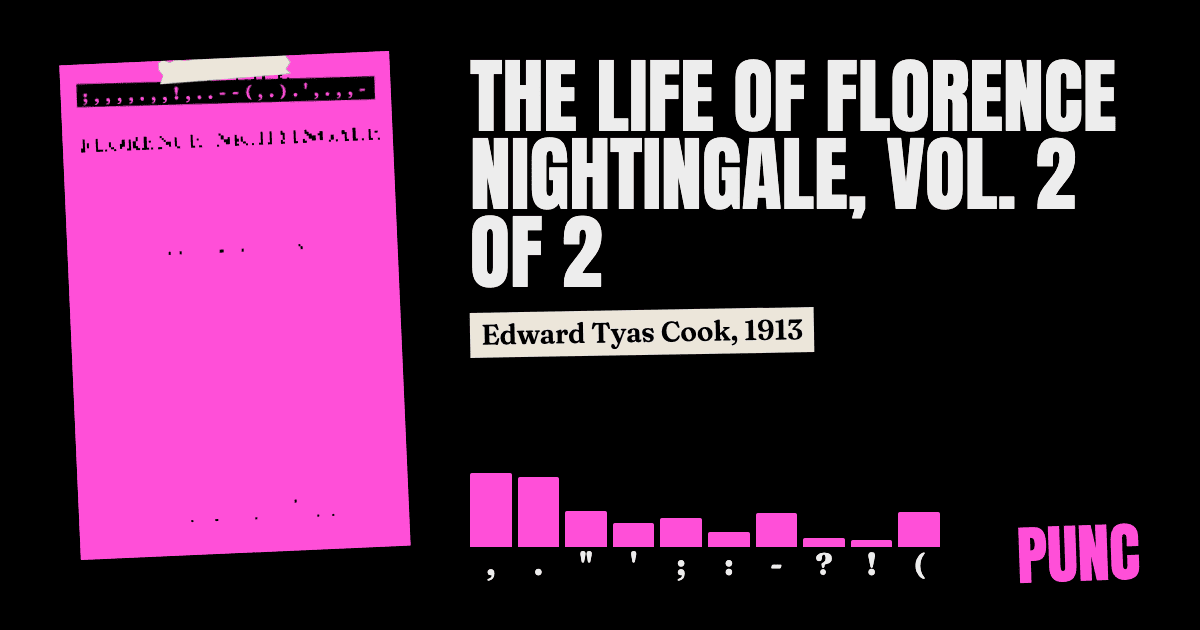 ;,,,,.,,!,..--(,.).',.,,-
THE LIFE OF FLORENCE
NIGHTINGALE, VOL. 2
OF 2
Edward Tyas Cook, 1913
, . " ' ; : - ? ! (
PUNC